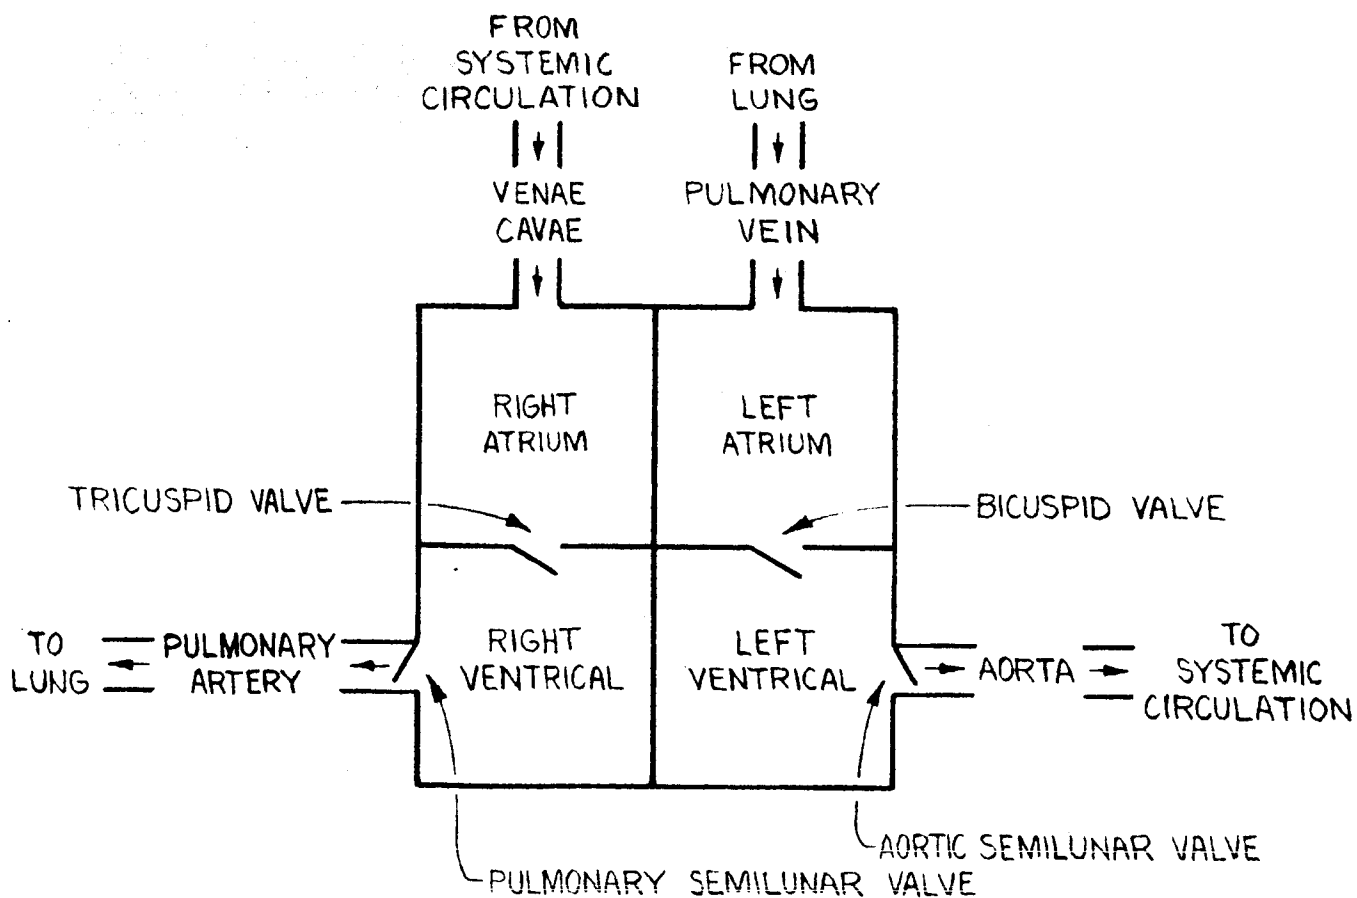 FROM
SYSTEMIC
CIRCULATION
FROM
LUNG
VENAE
CAVAE
PULMONARY
VEIN
RIGHT
ATRIUM
LEFT
ATRIUM
TRICUSPID VALVE
BICUSPID VALVE
TO
LUNG
PULMONARY
ARTERY
RIGHT
VENTRICAL
LEFT
VENTRICAL
AORTA
TO
SYSTEMIC
CIRCULATION
AORTIC SEMILUNAR VALVE
PULMONARY SEMILUNAR VALVE